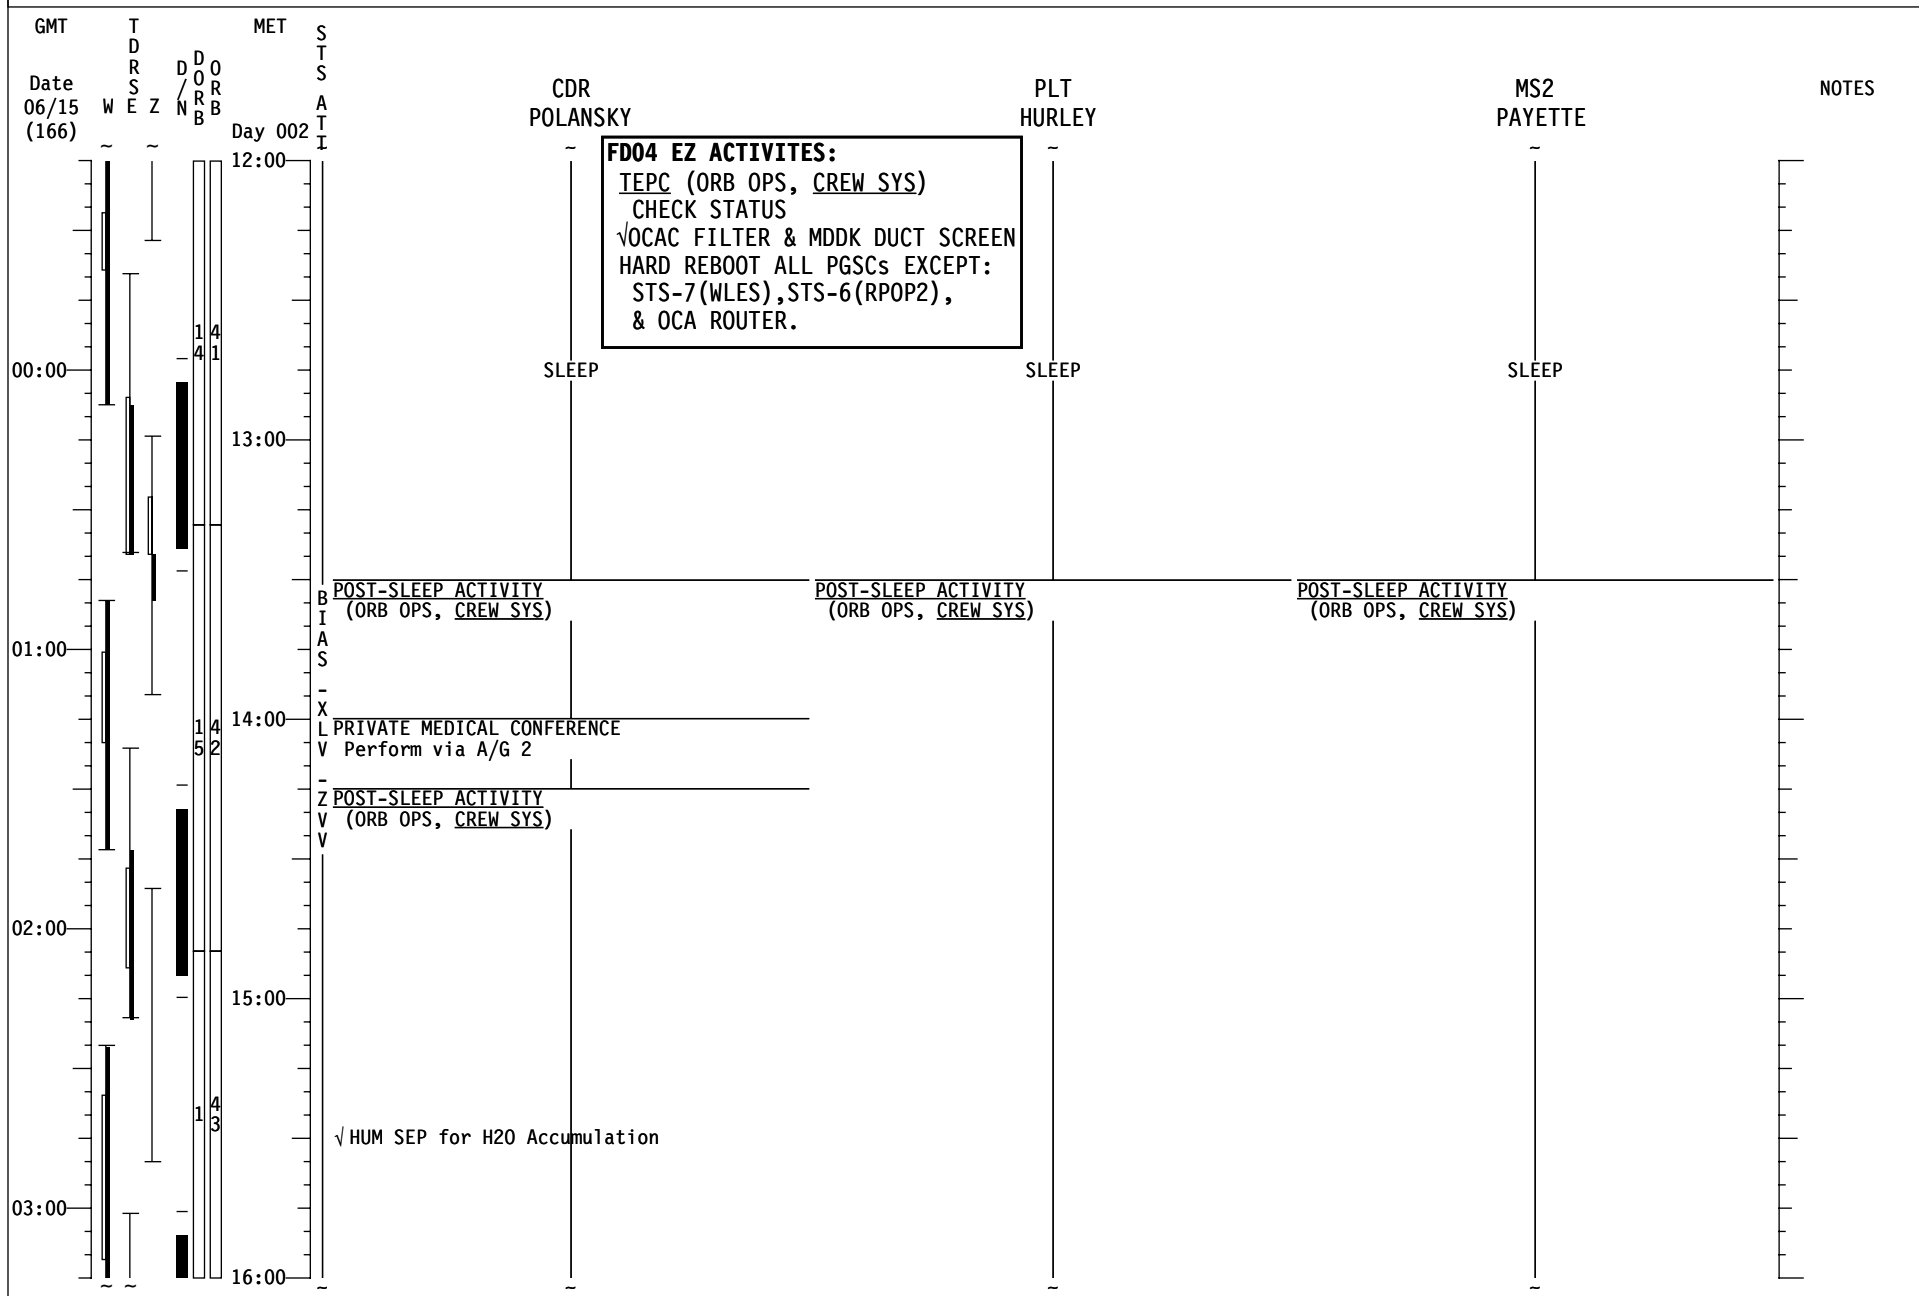 GMT
TDRS
MET
STS ATT
Date
06/15
(166)
W E Z
D/N
DORB
ORB
Day 002
CDR
POLANSKY
PLT
HURLEY
MS2
PAYETTE
NOTES
~ ~ ~ ~ ~
12:00
FD04 EZ ACTIVITES:
TEPC (ORB OPS, CREW SYS)
CHECK STATUS
√OCAC FILTER & MDDK DUCT SCREEN
HARD REBOOT ALL PGSCs EXCEPT:
STS-7(WLES),STS-6(RPOP2),
& OCA ROUTER.
14 41
00:00
SLEEP SLEEP SLEEP
13:00
POST-SLEEP ACTIVITY
(ORB OPS, CREW SYS)
POST-SLEEP ACTIVITY
(ORB OPS, CREW SYS)
POST-SLEEP ACTIVITY
(ORB OPS, CREW SYS)
BIAS -XLV -ZVV
01:00
14:00
15 42
PRIVATE MEDICAL CONFERENCE
Perform via A/G 2
POST-SLEEP ACTIVITY
(ORB OPS, CREW SYS)
02:00
15:00
1 43
√HUM SEP for H2O Accumulation
03:00
16:00
~ ~ ~ ~ ~ ~